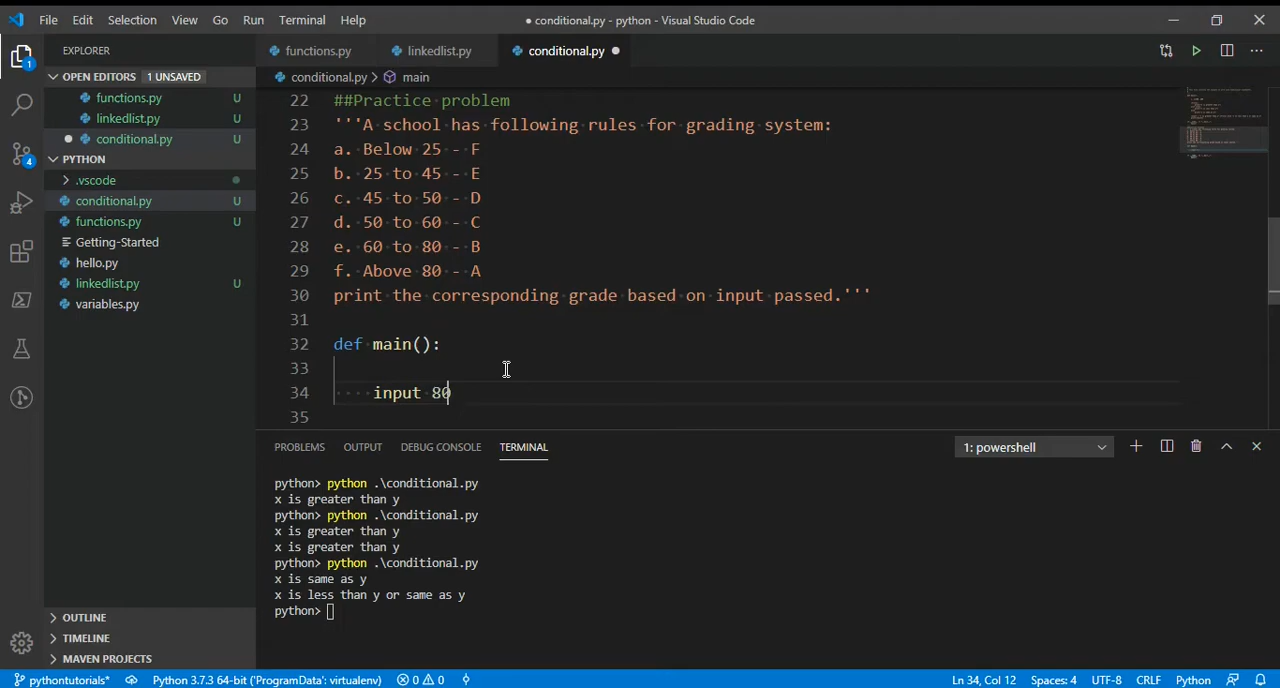 File Edit Selection View Go Run Terminal Help ● conditional.py - python - Visual Studio Code
EXPLORER functions.py linkedlist.py conditional.py
OPEN EDITORS 1 UNSAVED
functions.py U
linkedlist.py U
conditional.py U
PYTHON
.vscode
conditional.py U
functions.py U
Getting-Started
hello.py
linkedlist.py U
variables.py
OUTLINE
TIMELINE
MAVEN PROJECTS
1
4
conditional.py > main
22 ##Practice problem
23 '''A school has following rules for grading system:
24 a. Below 25 - F
25 b. 25 to 45 - E
26 c. 45 to 50 - D
27 d. 50 to 60 - C
28 e. 60 to 80 - B
29 f. Above 80 - A
30 print the corresponding grade based on input passed.'''
31
32 def main():
33
34 input 80
35
PROBLEMS OUTPUT DEBUG CONSOLE TERMINAL 1: powershell
python> python .\conditional.py
x is greater than y
python> python .\conditional.py
x is greater than y
x is greater than y
python> python .\conditional.py
x is same as y
x is less than y or same as y
python>
pythontutorials* Python 3.7.3 64-bit ('ProgramData': virtualenv) 0 0 Ln 34, Col 12 Spaces: 4 UTF-8 CRLF Python